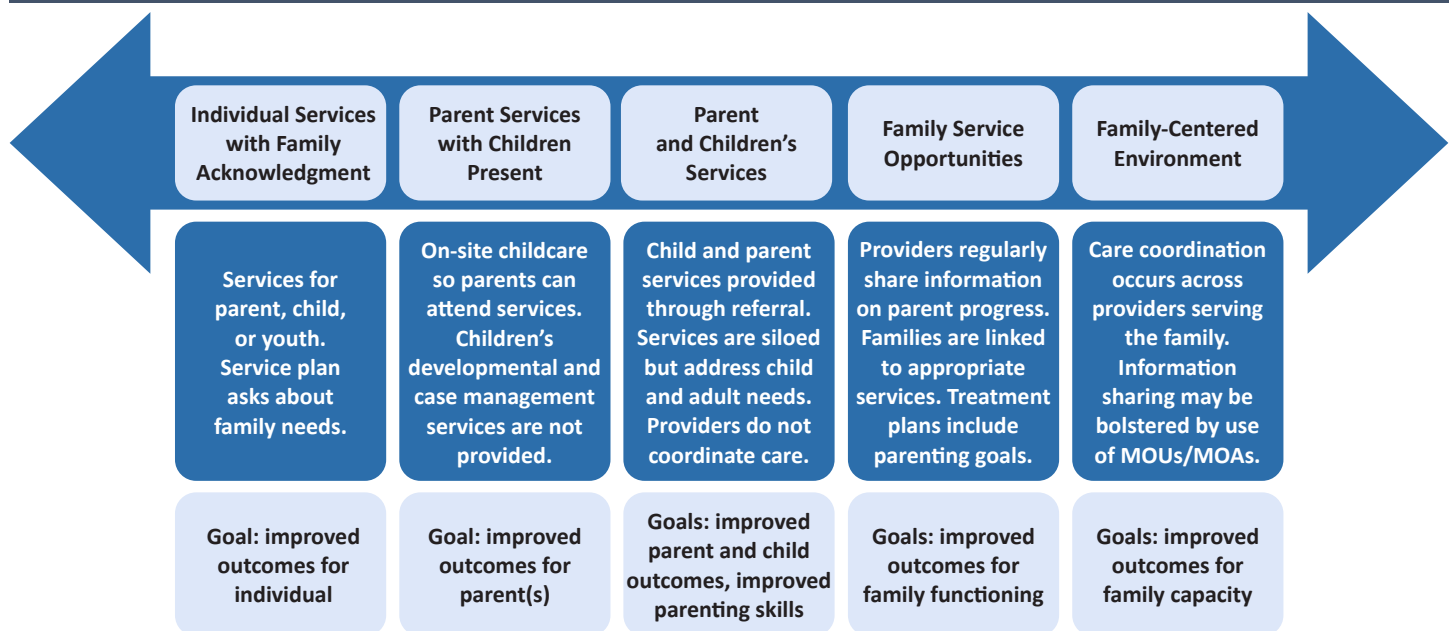 Individual Services
with Family
Acknowledgment
Parent Services
with Children
Present
Parent
and Children’s
Services
Family Service
Opportunities
Family-Centered
Environment
Services for
parent, child,
or youth.
Service plan
asks about
family needs.
On-site childcare
so parents can
attend services.
Children’s
developmental and
case management
services are not
provided.
Child and parent
services provided
through referral.
Services are siloed
but address child
and adult needs.
Providers do not
coordinate care.
Providers regularly
share information
on parent progress.
Families are linked
to appropriate
services. Treatment
plans include
parenting goals.
Care coordination
occurs across
providers serving
the family.
Information
sharing may be
bolstered by use
of MOUs/MOAs.
Goal: improved
outcomes for
individual
Goal: improved
outcomes for
parent(s)
Goals: improved
parent and child
outcomes, improved
parenting skills
Goals: improved
outcomes for
family functioning
Goals: improved
outcomes for
family capacity